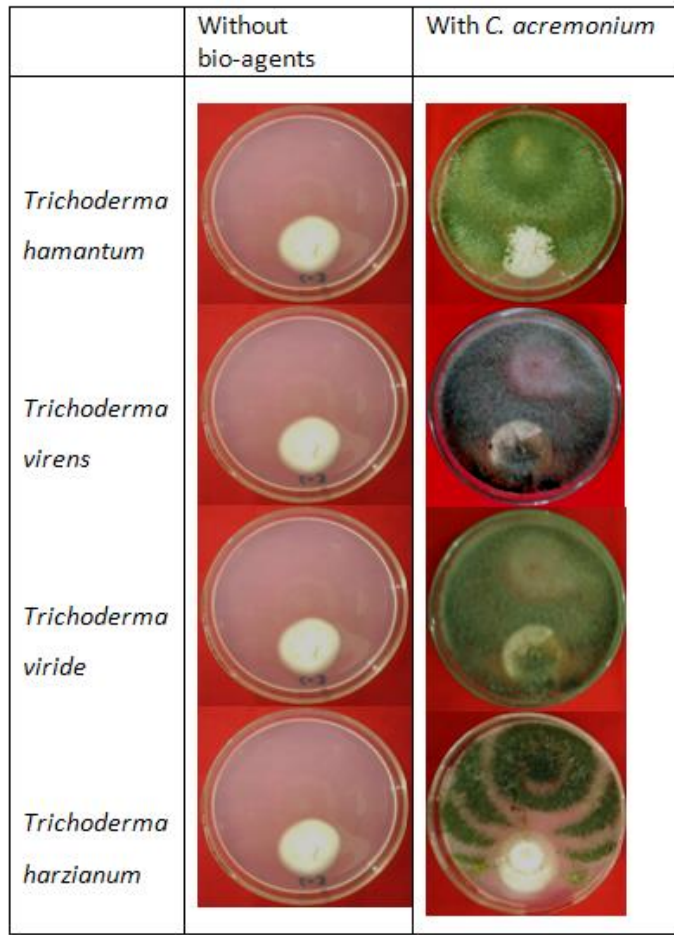 Without
bio-agents
With C. acremonium
Trichoderma
hamantum
Trichoderma
virens
Trichoderma
viride
Trichoderma
harzianum